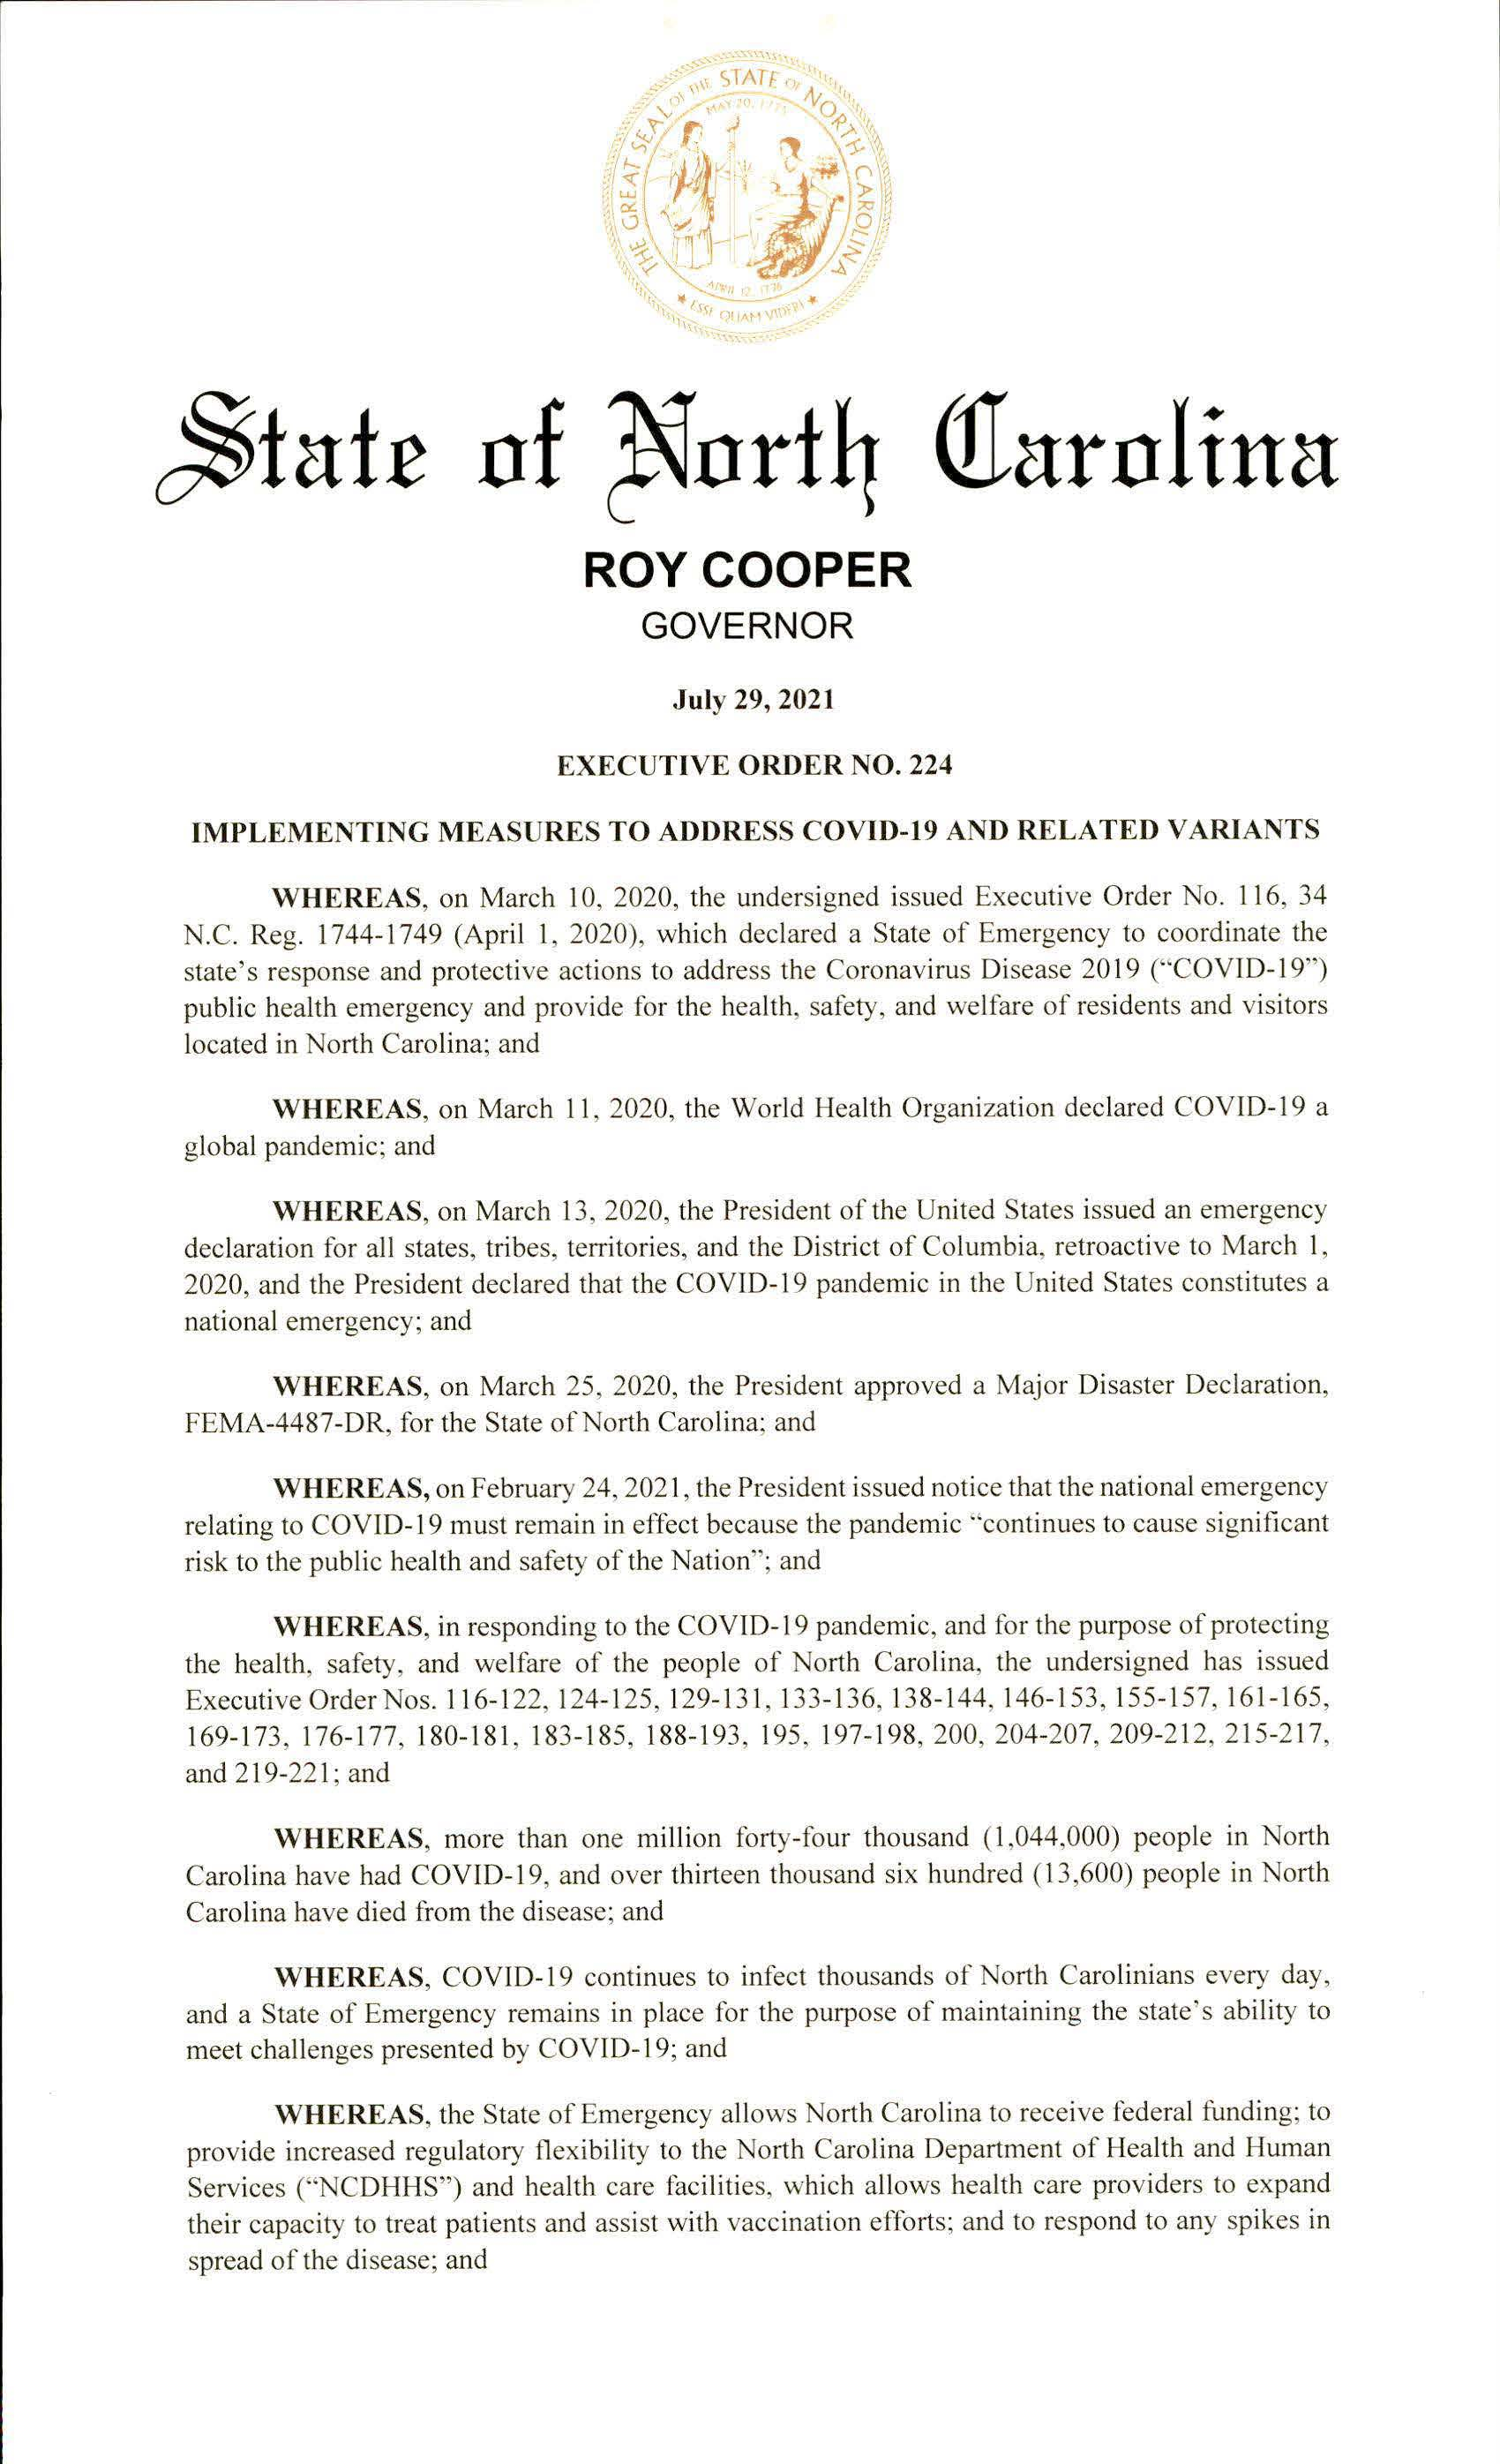 THE GREAT SEAL OF THE STATE OF NORTH CAROLINA
MAY 20, 1775
APRIL 12, 1776
★ ESSE QUAM VIDERI ★
State of North Carolina
ROY COOPER
GOVERNOR
July 29, 2021
EXECUTIVE ORDER NO. 224
IMPLEMENTING MEASURES TO ADDRESS COVID-19 AND RELATED VARIANTS
WHEREAS, on March 10, 2020, the undersigned issued Executive Order No. 116, 34
N.C. Reg. 1744-1749 (April 1, 2020), which declared a State of Emergency to coordinate the
state's response and protective actions to address the Coronavirus Disease 2019 (“COVID-19”)
public health emergency and provide for the health, safety, and welfare of residents and visitors
located in North Carolina; and
WHEREAS, on March 11, 2020, the World Health Organization declared COVID-19 a
global pandemic; and
WHEREAS, on March 13, 2020, the President of the United States issued an emergency
declaration for all states, tribes, territories, and the District of Columbia, retroactive to March 1,
2020, and the President declared that the COVID-19 pandemic in the United States constitutes a
national emergency; and
WHEREAS, on March 25, 2020, the President approved a Major Disaster Declaration,
FEMA-4487-DR, for the State of North Carolina; and
WHEREAS, on February 24, 2021, the President issued notice that the national emergency
relating to COVID-19 must remain in effect because the pandemic “continues to cause significant
risk to the public health and safety of the Nation”; and
WHEREAS, in responding to the COVID-19 pandemic, and for the purpose of protecting
the health, safety, and welfare of the people of North Carolina, the undersigned has issued
Executive Order Nos. 116-122, 124-125, 129-131, 133-136, 138-144, 146-153, 155-157, 161-165,
169-173, 176-177, 180-181, 183-185, 188-193, 195, 197-198, 200, 204-207, 209-212, 215-217,
and 219-221; and
WHEREAS, more than one million forty-four thousand (1,044,000) people in North
Carolina have had COVID-19, and over thirteen thousand six hundred (13,600) people in North
Carolina have died from the disease; and
WHEREAS, COVID-19 continues to infect thousands of North Carolinians every day,
and a State of Emergency remains in place for the purpose of maintaining the state's ability to
meet challenges presented by COVID-19; and
WHEREAS, the State of Emergency allows North Carolina to receive federal funding; to
provide increased regulatory flexibility to the North Carolina Department of Health and Human
Services (“NCDHHS”) and health care facilities, which allows health care providers to expand
their capacity to treat patients and assist with vaccination efforts; and to respond to any spikes in
spread of the disease; and